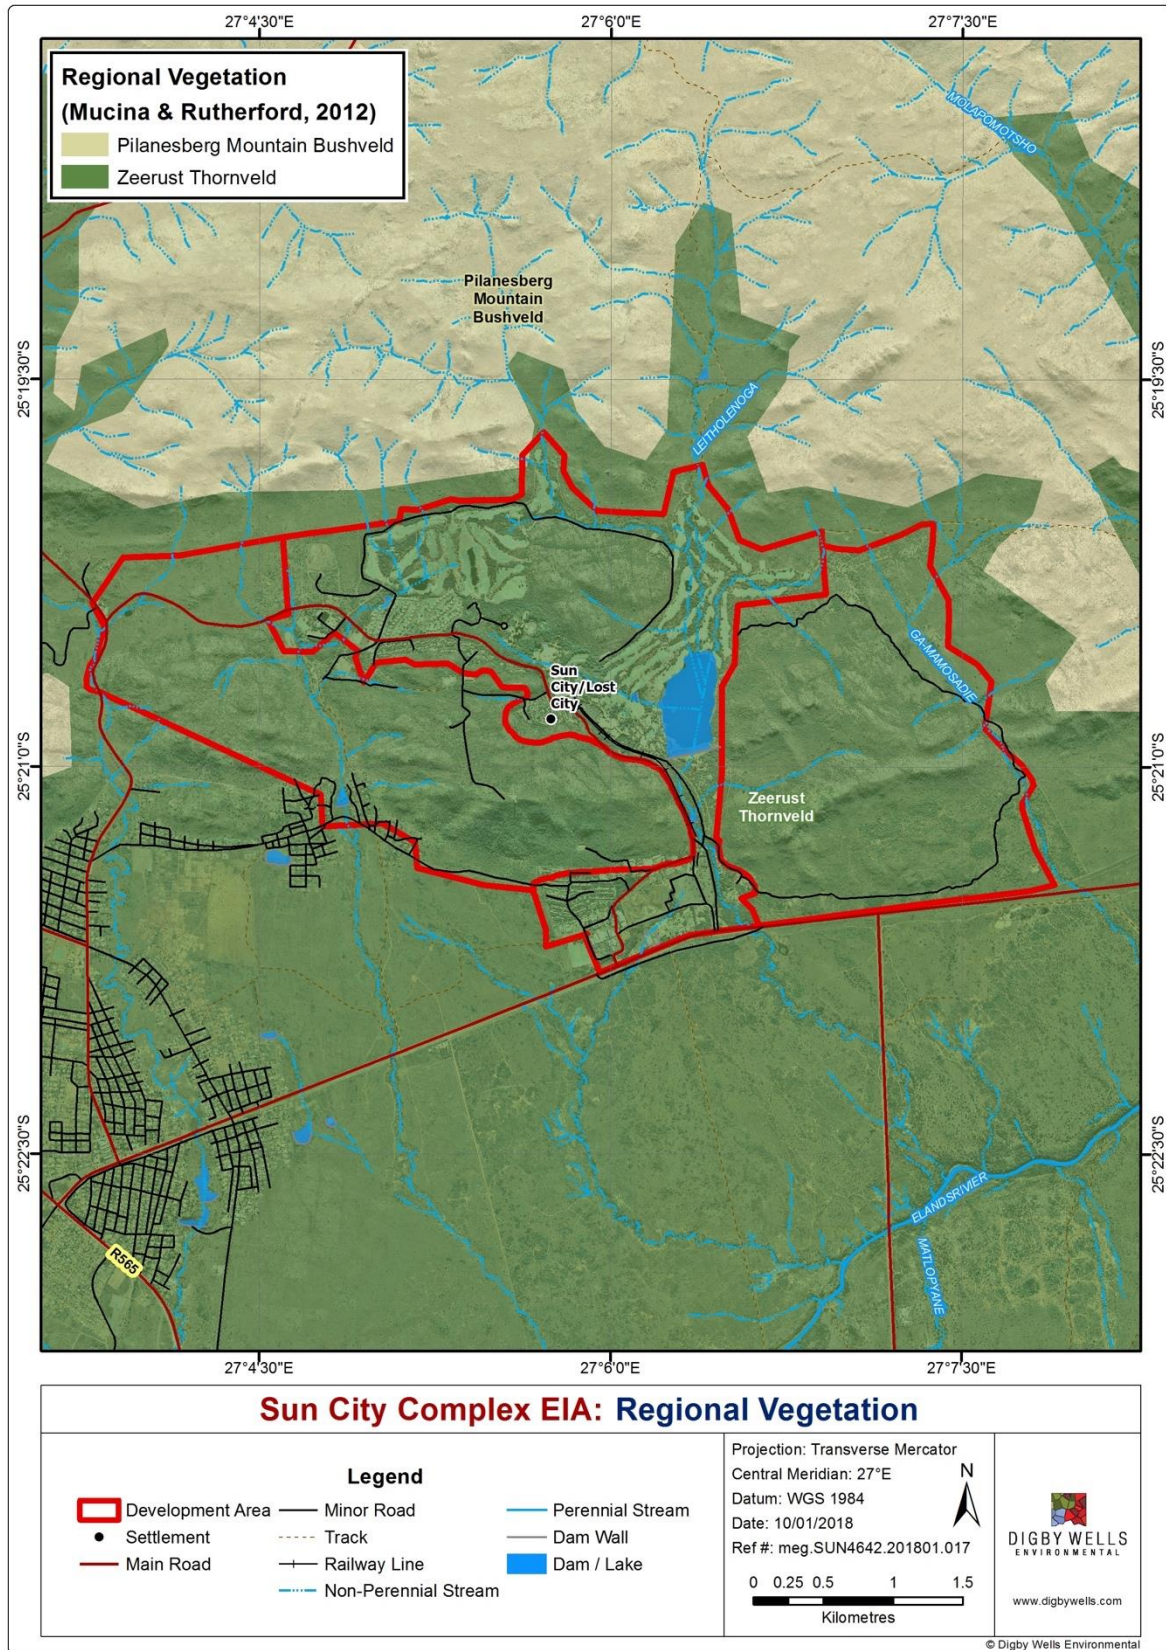 27°4'30"E
27°6'0"E
27°7'30"E
Regional Vegetation
(Mucina & Rutherford, 2012)
Pilanesberg Mountain Bushveld
Zeerust Thornveld
MOLAPOMOTSHO
Pilanesberg
Mountain
Bushveld
25°19'30"S
25°19'30"S
LEITHOLENOGA
GA-MAMOSADIE
Sun
City/Lost
City
25°21'0"S
25°21'0"S
Zeerust
Thornveld
25°22'30"S
25°22'30"S
ELANDSRIVIER
MATLOPYANE
R565
27°4'30"E
27°6'0"E
27°7'30"E
Sun City Complex EIA: Regional Vegetation
Legend
Development Area
Settlement
Main Road
Minor Road
Track
Railway Line
Non-Perennial Stream
Perennial Stream
Dam Wall
Dam / Lake
Projection: Transverse Mercator
Central Meridian: 27°E
Datum: WGS 1984
Date: 10/01/2018
Ref #: meg.SUN4642.201801.017
N
0 0.25 0.5 1 1.5
Kilometres
DIGBY WELLS
ENVIRONMENTAL
www.digbywells.com
© Digby Wells Environmental